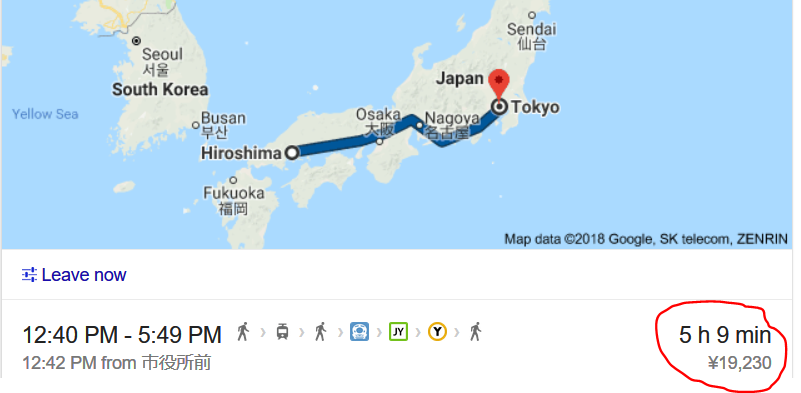 Sendai
仙台
Seoul
서울
South Korea
Japan
Tokyo
Yellow Sea
Busan
부산
Osaka
大阪
Nagoya
名古屋
Hiroshima
Fukuoka
福岡
Map data ©2018 Google, SK telecom, ZENRIN
Leave now
12:40 PM - 5:49 PM JY Y 5 h 9 min
12:42 PM from 市役所前 ¥19,230